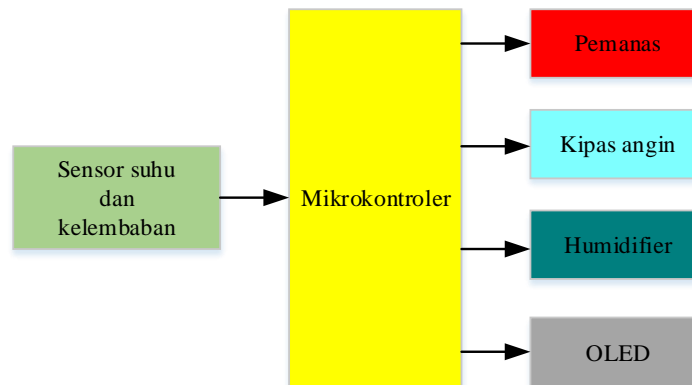 Sensor suhu
dan
kelembaban
Mikrokontroler
Pemanas
Kipas angin
Humidifier
OLED